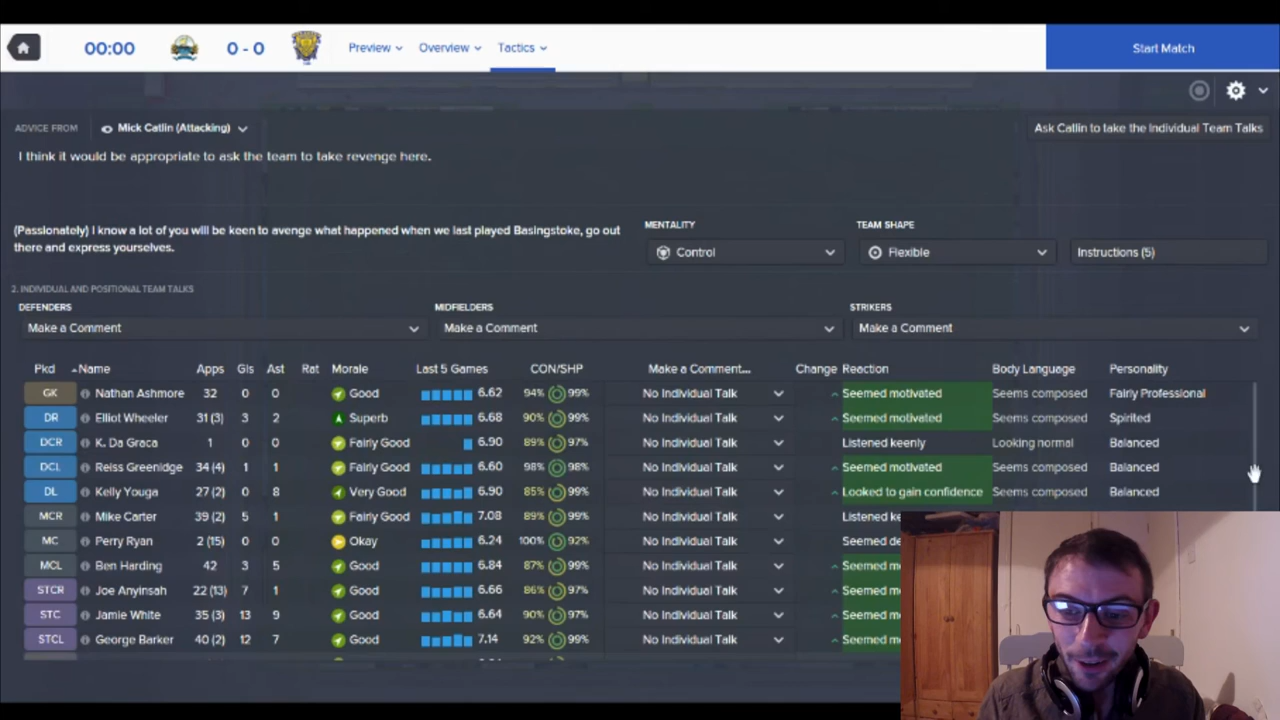 00:00 0 - 0 Preview Overview Tactics Start Match
ADVICE FROM Mick Catlin (Attacking) Ask Catlin to take the Individual Team Talks
I think it would be appropriate to ask the team to take revenge here.
(Passionately) I know a lot of you will be keen to avenge what happened when we last played Basingstoke, go out
there and express yourselves.
MENTALITY TEAM SHAPE
Control Flexible Instructions (5)
2. INDIVIDUAL AND POSITIONAL TEAM TALKS
DEFENDERS MIDFIELDERS STRIKERS
Make a Comment Make a Comment Make a Comment
Pkd Name Apps Gls Ast Rat Morale Last 5 Games CON/SHP Make a Comment... Change Reaction Body Language Personality
GK Nathan Ashmore 32 0 0 Good 6.62 94% 99% No Individual Talk Seemed motivated Seems composed Fairly Professional
DR Elliot Wheeler 31 (3) 3 2 Superb 6.68 90% 99% No Individual Talk Seemed motivated Seems composed Spirited
DCR K. Da Graca 1 0 0 Fairly Good 6.90 89% 97% No Individual Talk Listened keenly Looking normal Balanced
DCL Reiss Greenidge 34 (4) 1 1 Fairly Good 6.60 98% 98% No Individual Talk Seemed motivated Seems composed Balanced
DL Kelly Youga 27 (2) 0 8 Very Good 6.90 85% 99% No Individual Talk Looked to gain confidence Seems composed Balanced
MCR Mike Carter 39 (2) 5 1 Fairly Good 7.08 89% 99% No Individual Talk Listened ke
MC Perry Ryan 2 (15) 0 0 Okay 6.24 100% 92% No Individual Talk Seemed de
MCL Ben Harding 42 3 5 Good 6.84 87% 99% No Individual Talk Seemed m
STCR Joe Anyinsah 22 (13) 7 1 Good 6.66 86% 97% No Individual Talk Seemed m
STC Jamie White 35 (3) 13 9 Good 6.64 90% 97% No Individual Talk Seemed m
STCL George Barker 40 (2) 12 7 Good 7.14 92% 99% No Individual Talk Seemed m